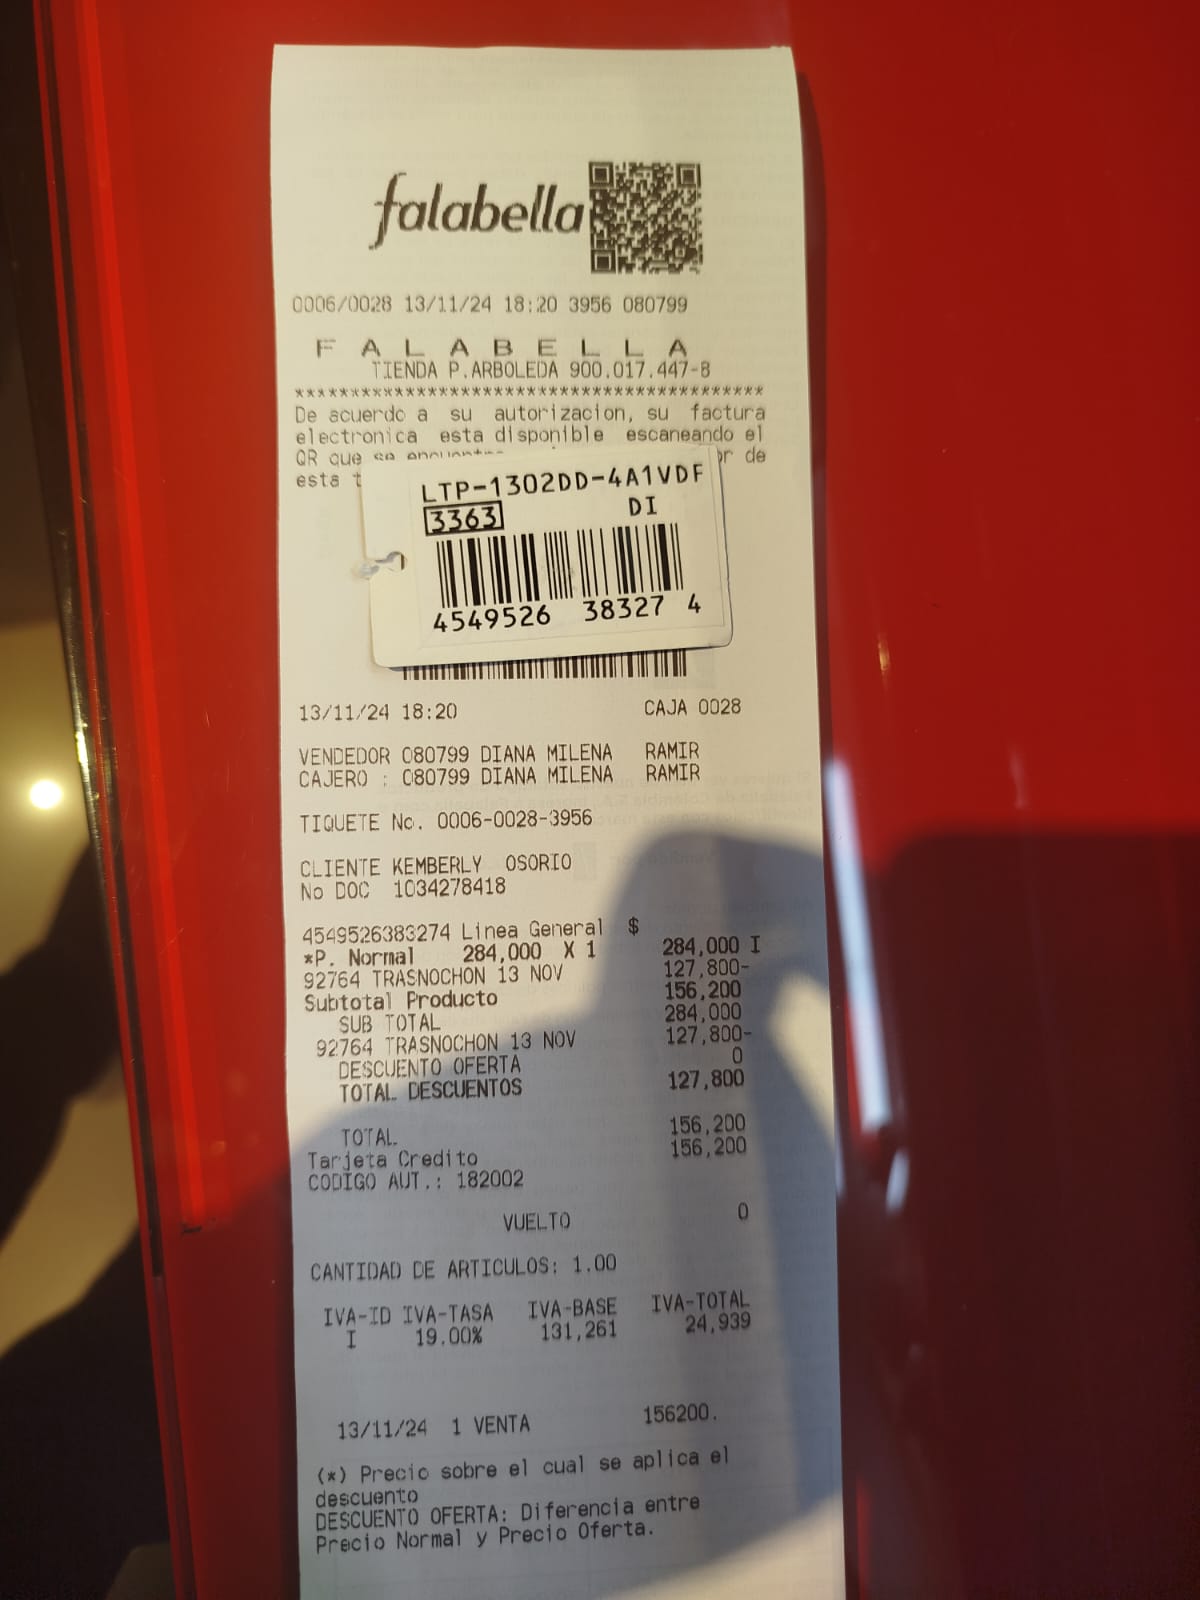 falabella
0006/0028 13/11/24 18:20 3956 080799
F A L A B E L L A
TIENDA P.ARBOLEDA 900.017.447-8
******************************************
De acuerdo a su autorizacion, su factura
electronica esta disponible escaneando el
QR que se de
esta
LTP-1302DD-4A1VDF
3363 DI
4549526 38327 4
13/11/24 18:20 CAJA 0028
VENDEDOR 080799 DIANA MILENA RAMIR
CAJERO : 080799 DIANA MILENA RAMIR
TIQUETE No. 0006-0028-3956
CLIENTE KEMBERLY OSORIO
No DOC 1034278418
4549526383274 Linea General $
*P. Normal 284,000 X 1 284,000 I
92764 TRASNOCHON 13 NOV 127,800-
Subtotal Producto 156,200
SUB TOTAL 284,000
92764 TRASNOCHON 13 NOV 127,800-
DESCUENTO OFERTA 0
TOTAL DESCUENTOS 127,800
TOTAL 156,200
Tarjeta Credito 156,200
CODIGO AUT.: 182002
VUELTO 0
CANTIDAD DE ARTICULOS: 1.00
IVA-ID IVA-TASA IVA-BASE IVA-TOTAL
I 19.00% 131,261 24,939
13/11/24 1 VENTA 156200.
(*) Precio sobre el cual se aplica el
descuento
DESCUENTO OFERTA: Diferencia entre
Precio Normal y Precio Oferta.